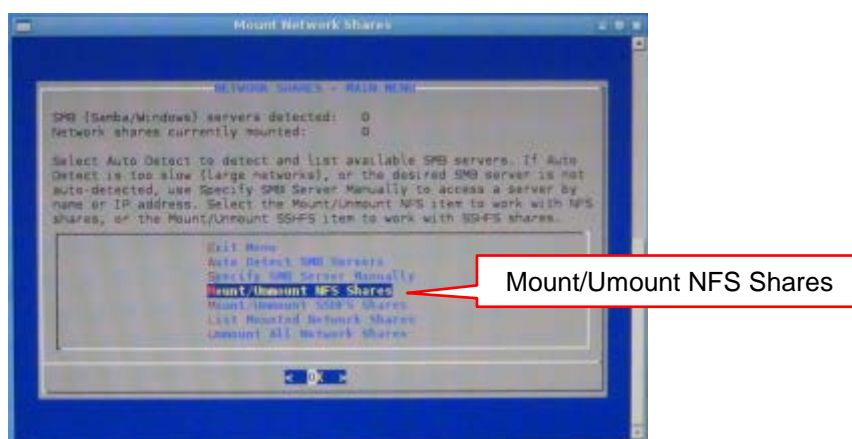 Mount Network Shares
NETWORK SHARES - MAIN MENU
SMB (Samba/Windows) servers detected: 0
Network shares currently mounted: 0
Select Auto Detect to detect and list available SMB servers. If Auto
Detect is too slow (large networks), or the desired SMB server is not
auto-detected, use Specify SMB Server Manually to access a server by
name or IP address. Select the Mount/Unmount NFS item to work with NFS
shares, or the Mount/Unmount SSHFS item to work with SSHFS shares.
Exit Menu
Auto Detect SMB Servers
Specify SMB Server Manually
Mount/Unmount NFS Shares
Mount/Umount NFS Shares
Mount/Unmount SSHFS Shares
List Mounted Network Shares
Unmount All Network Shares
< OK >